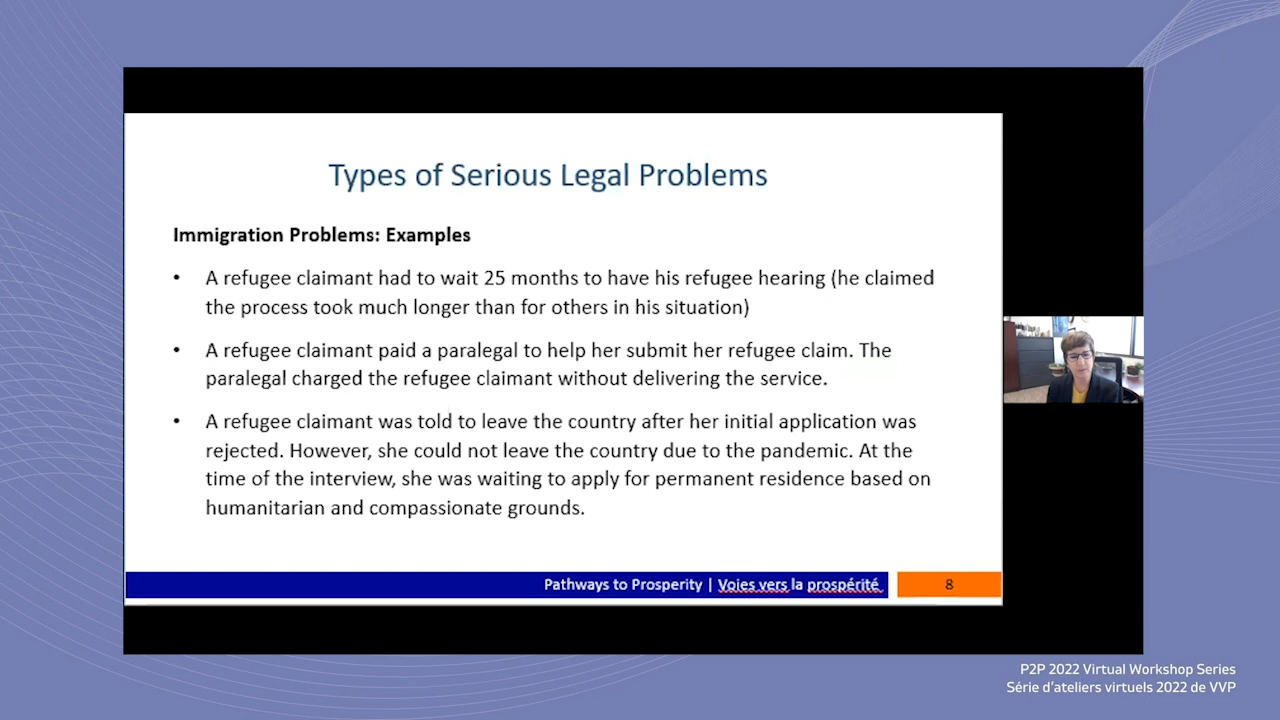 Types of Serious Legal Problems
Immigration Problems: Examples
• A refugee claimant had to wait 25 months to have his refugee hearing (he claimed
the process took much longer than for others in his situation)
• A refugee claimant paid a paralegal to help her submit her refugee claim. The
paralegal charged the refugee claimant without delivering the service.
• A refugee claimant was told to leave the country after her initial application was
rejected. However, she could not leave the country due to the pandemic. At the
time of the interview, she was waiting to apply for permanent residence based on
humanitarian and compassionate grounds.
Pathways to Prosperity | Voies vers la prospérité
8
P2P 2022 Virtual Workshop Series
Série d'ateliers virtuels 2022 de VVP